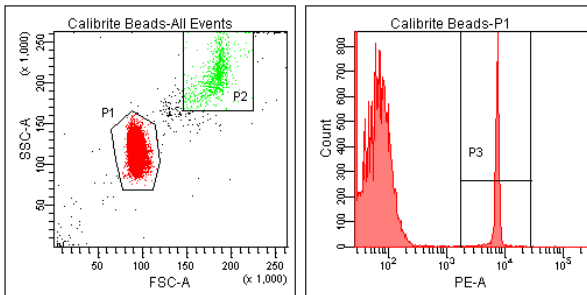 Calibrite Beads-All Events
(x 1,000)
SSC-A
250
200
150
100
50
P1
P2
50 100 150 200 250
FSC-A
(x 1,000)
Calibrite Beads-P1
Count
800
700
600
500
400
300
200
100
0
P3
10² 10³ 10⁴ 10⁵
PE-A